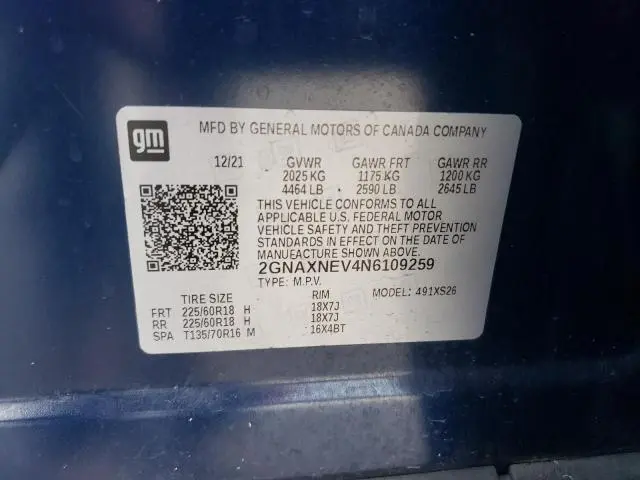 gm
MFD BY GENERAL MOTORS OF CANADA COMPANY
12/21 GVWR GAWR FRT GAWR RR
2025 KG 1175 KG 1200 KG
4464 LB 2590 LB 2645 LB
THIS VEHICLE CONFORMS TO ALL
APPLICABLE U.S. FEDERAL MOTOR
VEHICLE SAFETY AND THEFT PREVENTION
STANDARDS IN EFFECT ON THE DATE OF
MANUFACTURE SHOWN ABOVE.
2GNAXNEV4N6109259
TYPE: M.P.V. MODEL: 491XS26
TIRE SIZE RIM
FRT 225/60R18 H 18X7J
RR 225/60R18 H 18X7J
SPA T135/70R16 M 16X4BT